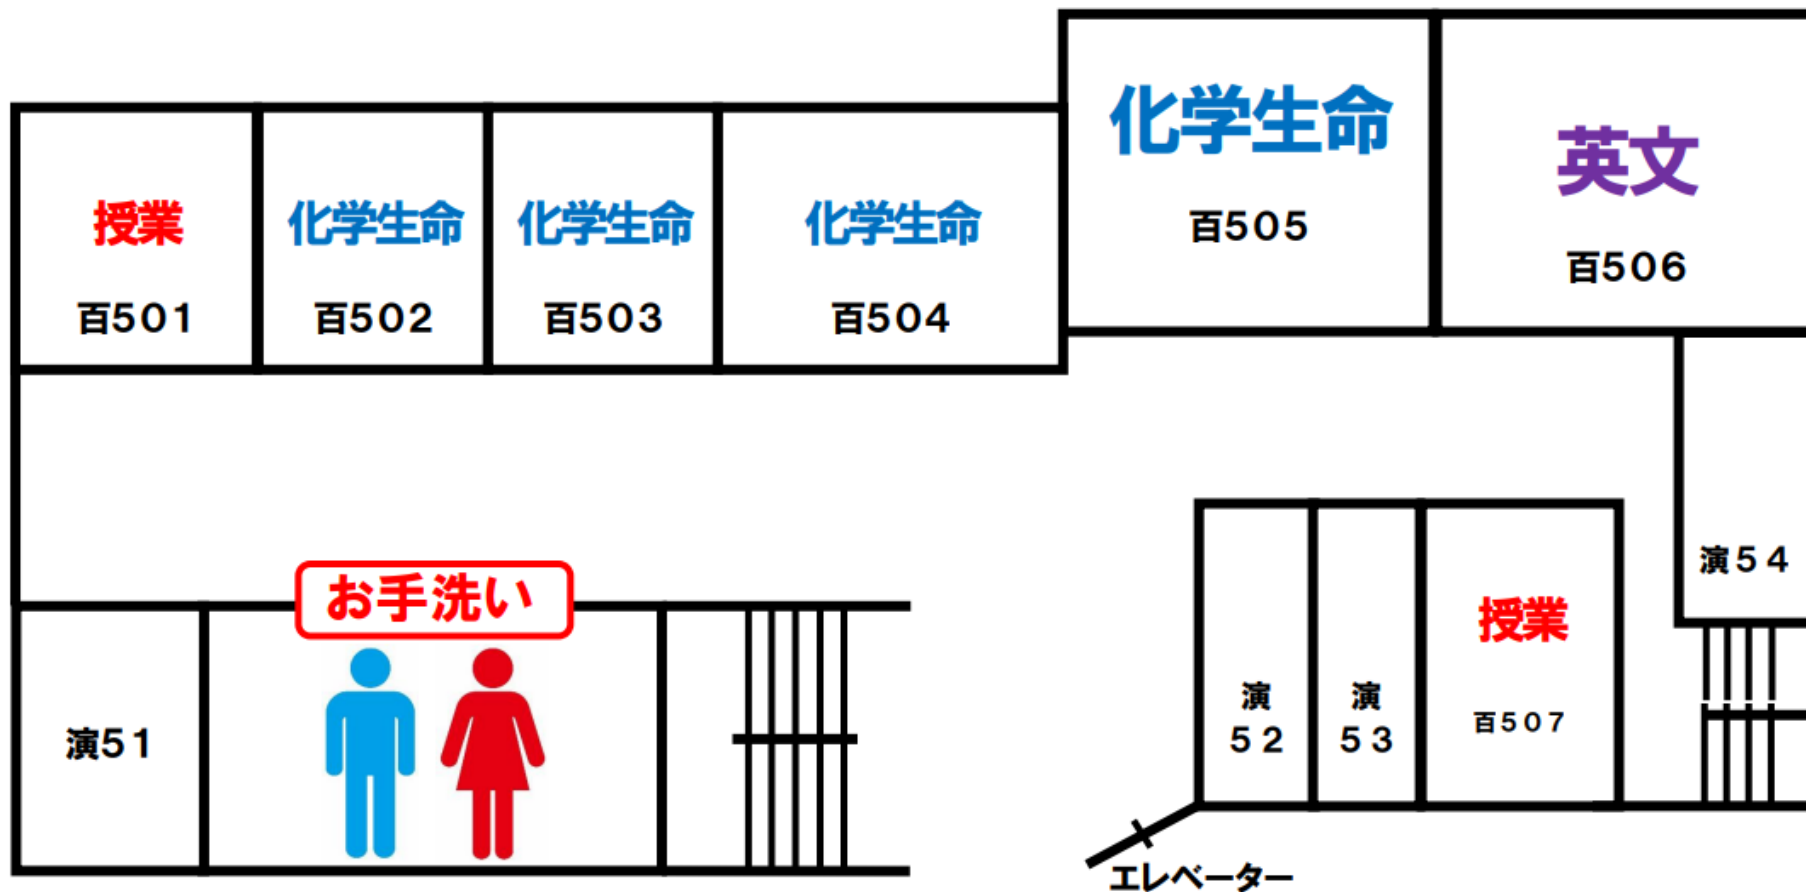 授業
百501
化学生命
百502
化学生命
百503
化学生命
百504
化学生命
百505
英文
百506
お手洗い
演51
演
52
演
53
授業
百507
演54
エレベーター